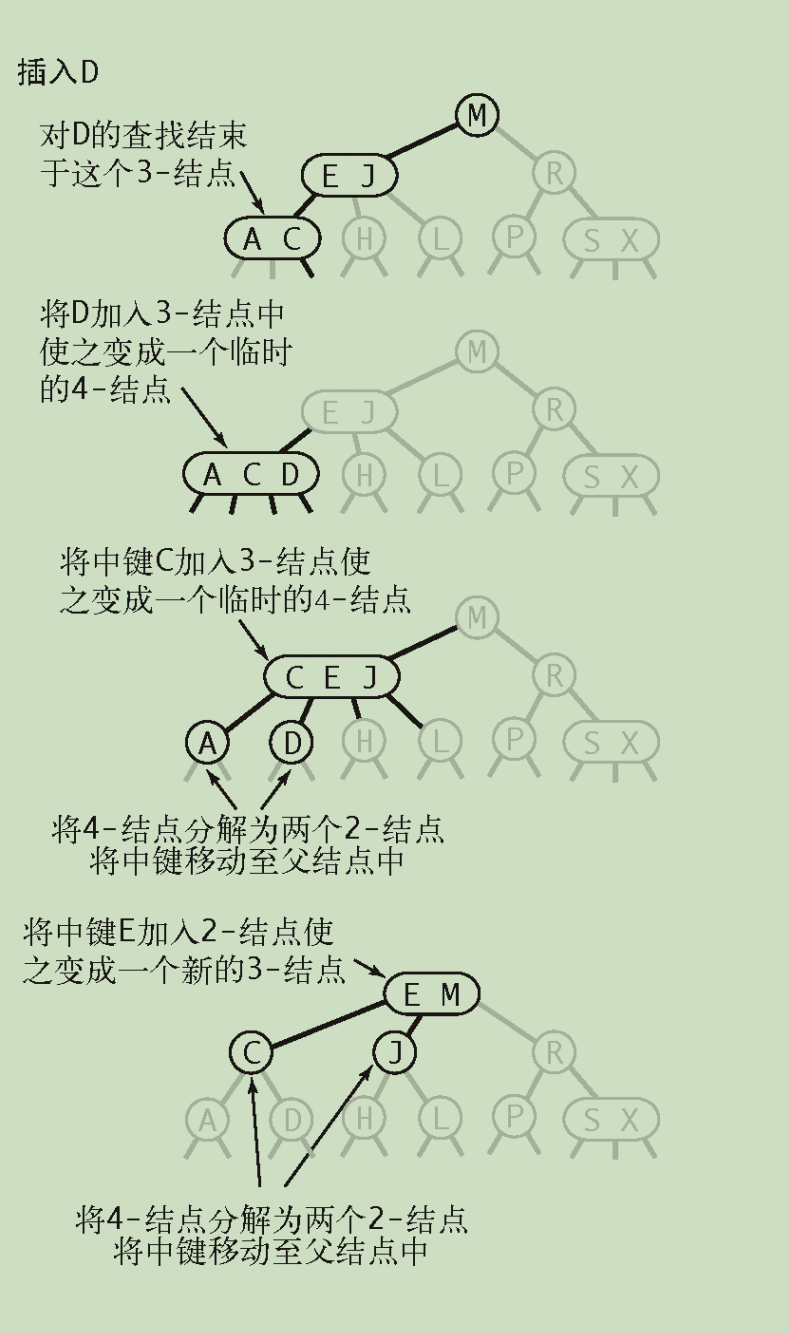 插入D
对D的查找结束
于这个3-结点
M
E J
R
A C
H
L
P
S X
将D加入3-结点中
使之变成一个临时
的4-结点
M
E J
R
A C D
H
L
P
S X
将中键C加入3-结点使
之变成一个临时的4-结点
M
C E J
R
A
D
H
L
P
S X
将4-结点分解为两个2-结点
将中键移动至父结点中
将中键E加入2-结点使
之变成一个新的3-结点
E M
C
J
R
A
D
H
L
P
S X
将4-结点分解为两个2-结点
将中键移动至父结点中